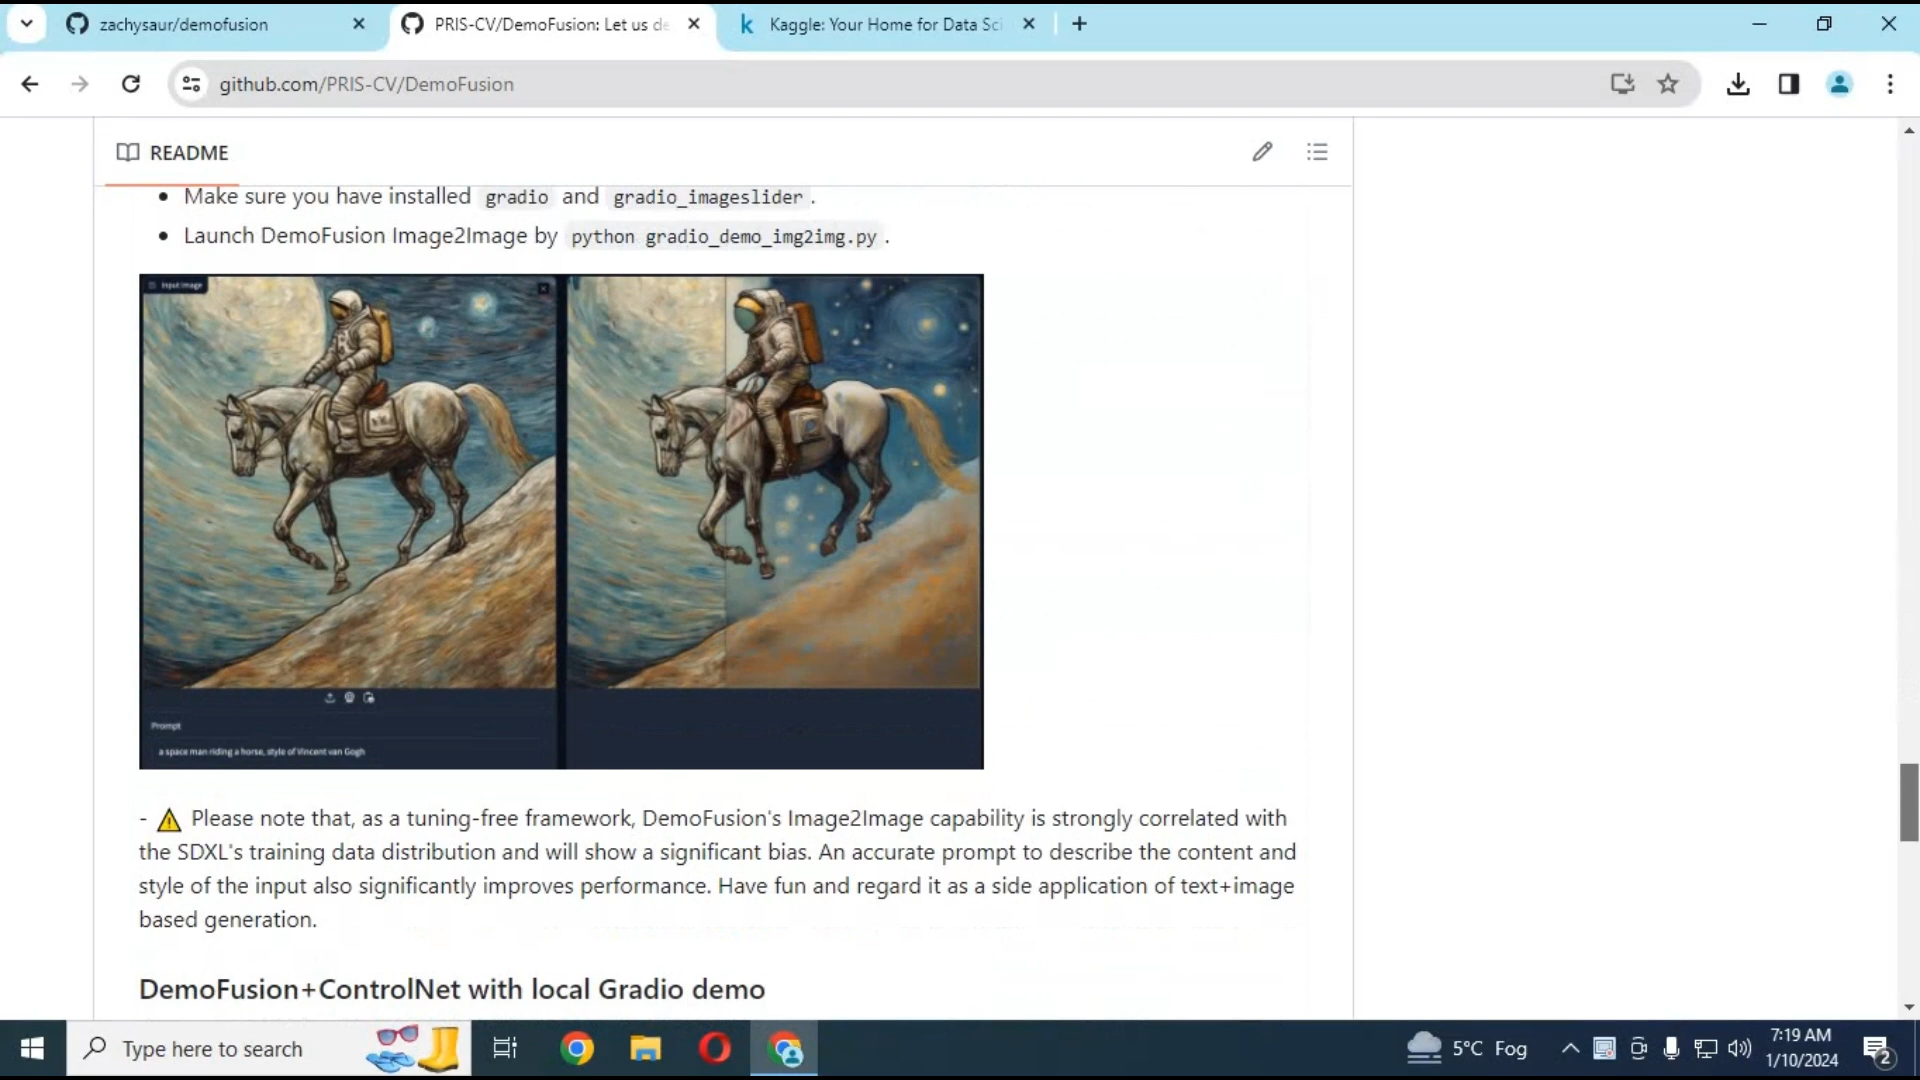 zachysaur/demofusion
PRIS-CV/DemoFusion: Let us de
Kaggle: Your Home for Data Sci
github.com/PRIS-CV/DemoFusion
README
Make sure you have installed gradio and gradio_imageslider .
Launch DemoFusion Image2Image by python gradio_demo_img2img.py .
Input Image
Prompt
a space man riding a horse, style of Vincent van Gogh
- ⚠ Please note that, as a tuning-free framework, DemoFusion's Image2Image capability is strongly correlated with
the SDXL's training data distribution and will show a significant bias. An accurate prompt to describe the content and
style of the input also significantly improves performance. Have fun and regard it as a side application of text+image
based generation.
DemoFusion+ControlNet with local Gradio demo
Type here to search
5°C Fog
7:19 AM
1/10/2024
2